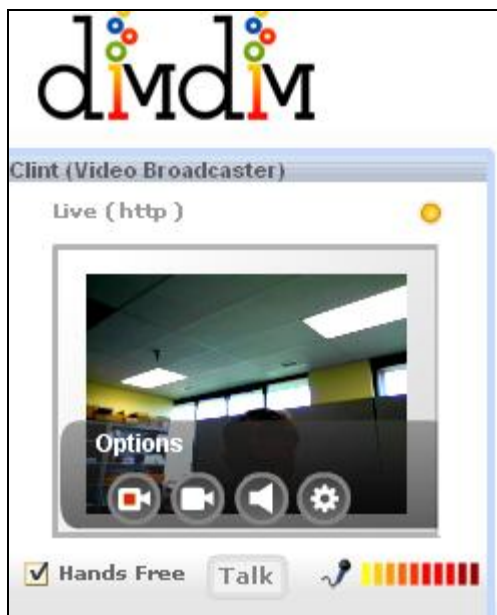 dimdim
Clint (Video Broadcaster)
Live ( http )
Options
Hands Free Talk